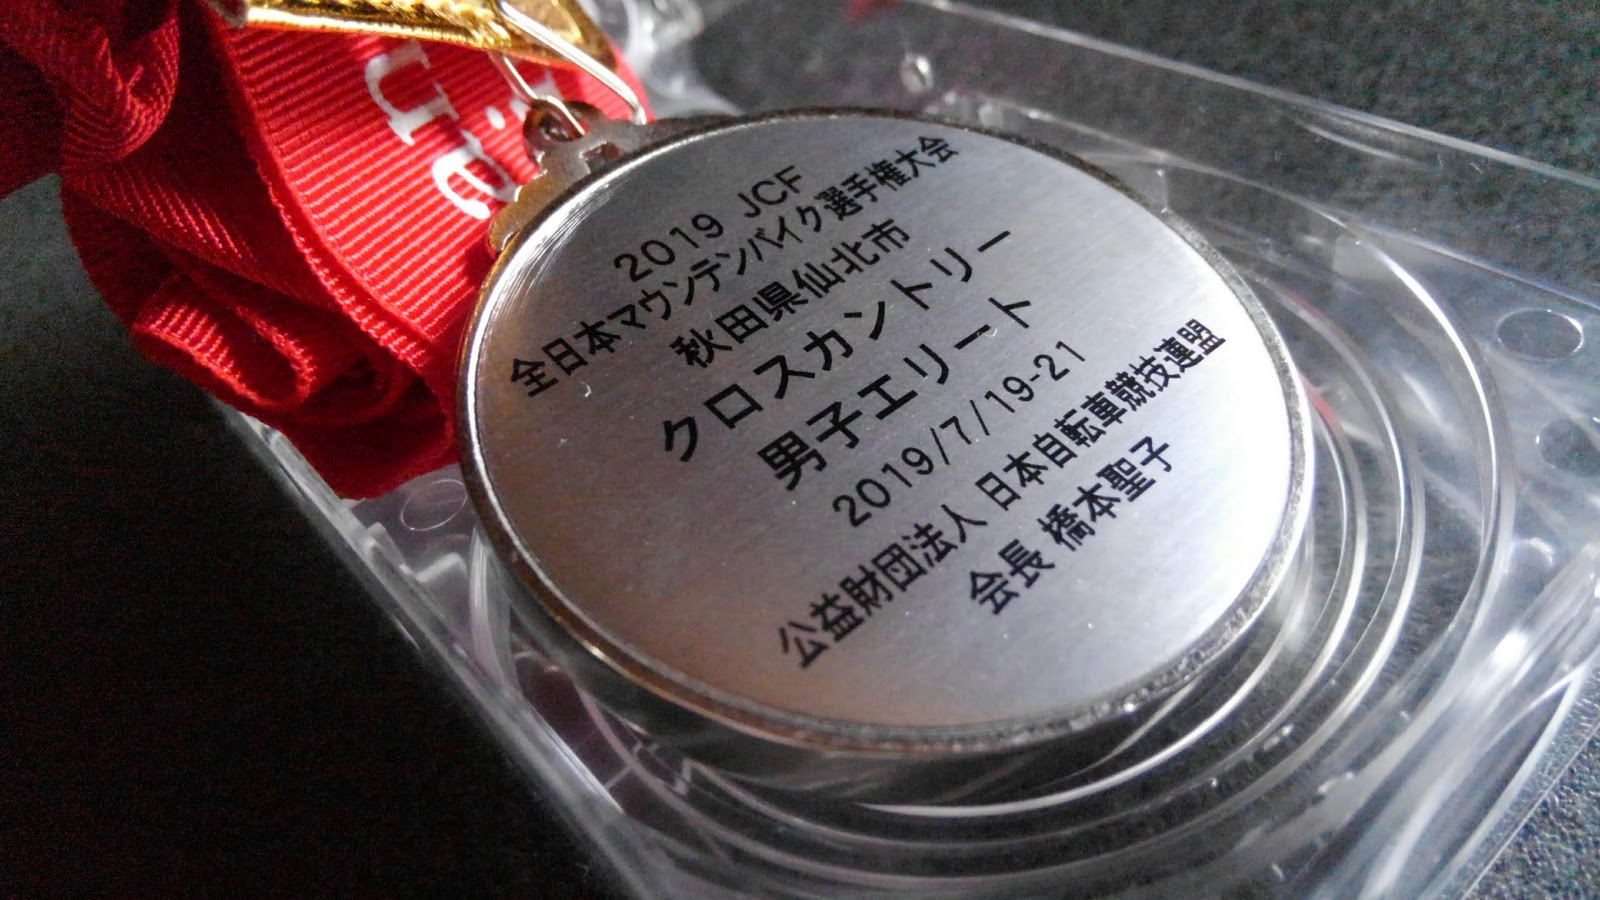 2019 JCF
全日本マウンテンバイク選手権大会
秋田県仙北市
クロスカントリー
男子エリート
2019/7/19-21
公益財団法人 日本自転車競技連盟
会長 橋本聖子